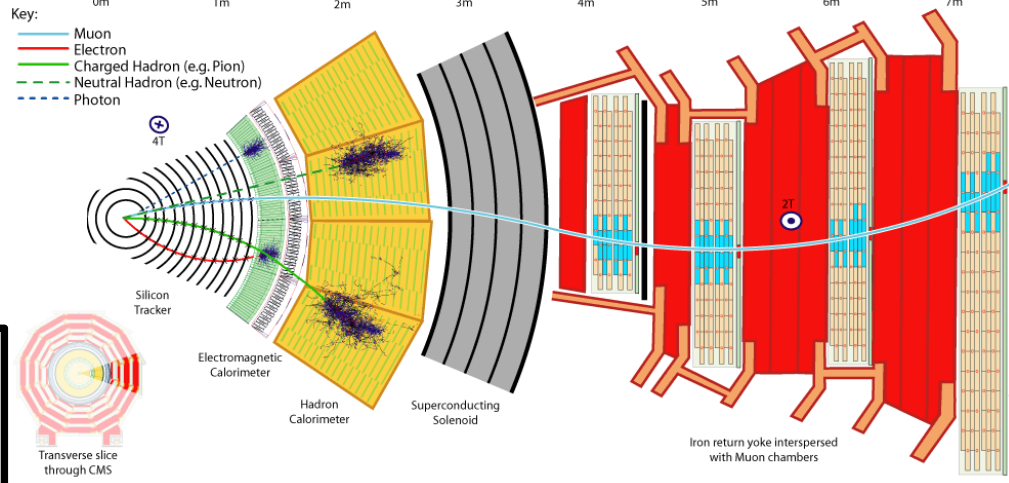 0m 1m 2m 3m 4m 5m 6m 7m
Key:
Muon
Electron
Charged Hadron (e.g. Pion)
Neutral Hadron (e.g. Neutron)
Photon
4T
2T
Silicon
Tracker
Electromagnetic
Calorimeter
Hadron
Calorimeter
Superconducting
Solenoid
Iron return yoke interspersed
with Muon chambers
Transverse slice
through CMS